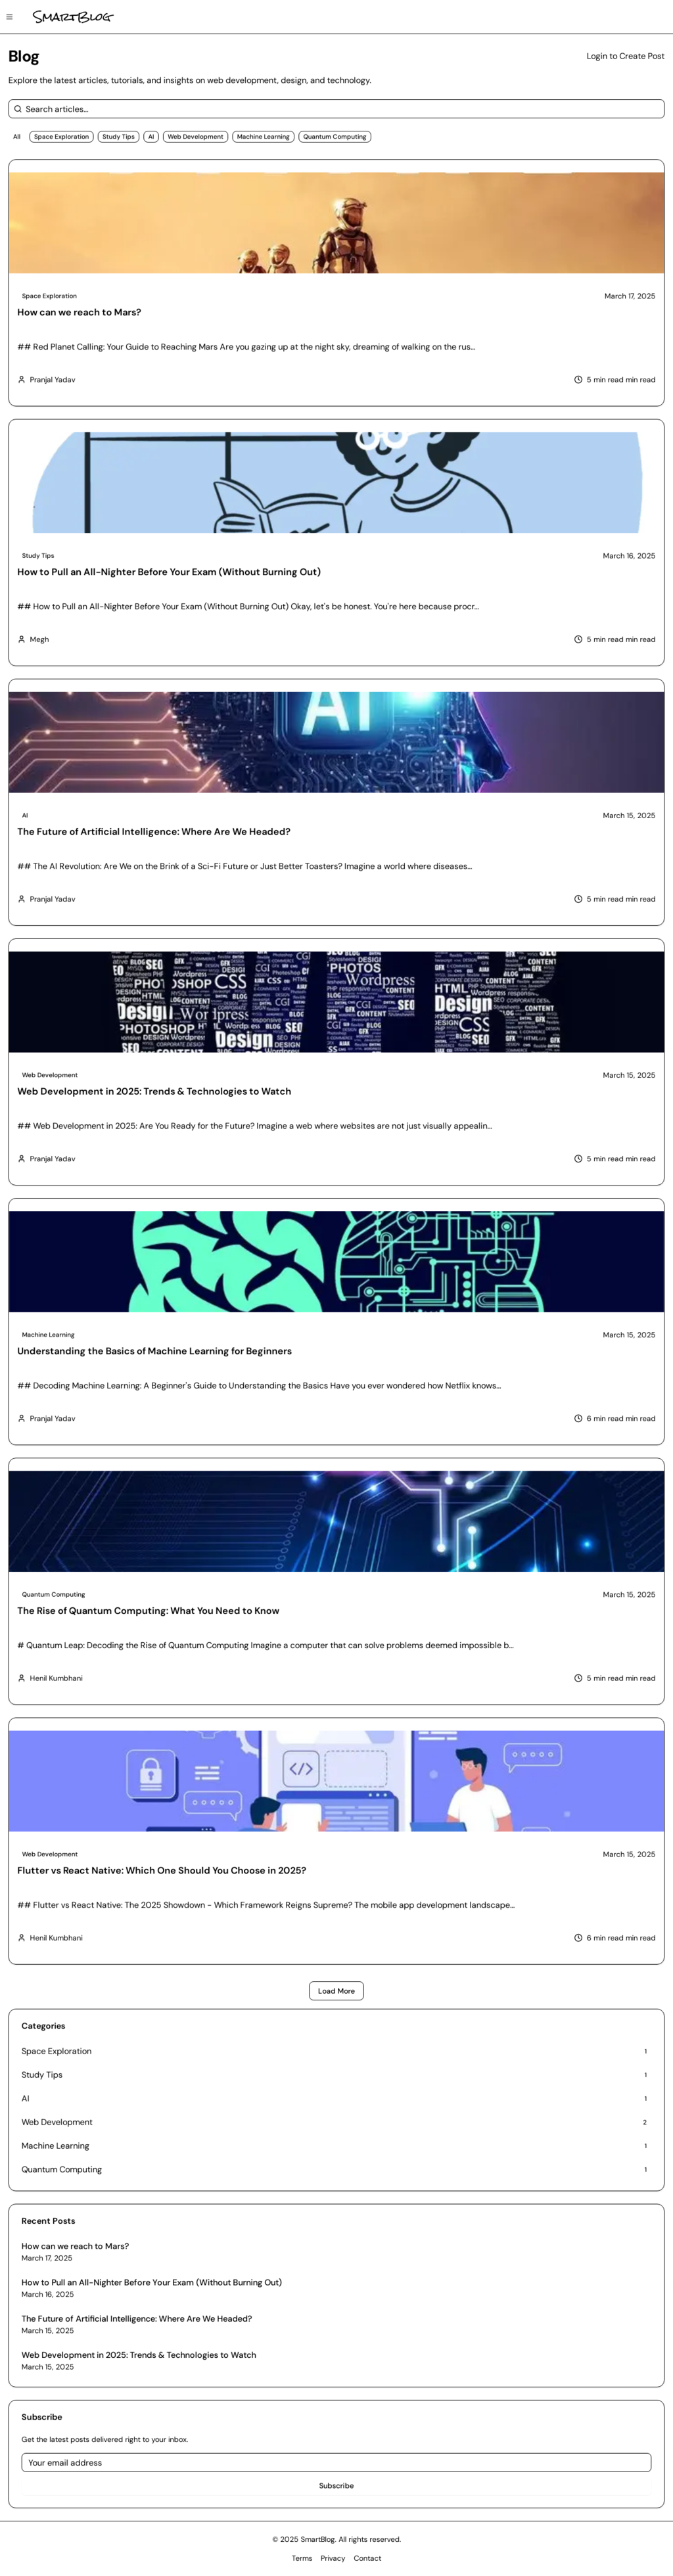 SmartBlog
Blog
Login to Create Post
Explore the latest articles, tutorials, and insights on web development, design, and technology.
Search articles...
All Space Exploration Study Tips AI Web Development Machine Learning Quantum Computing
Space Exploration March 17, 2025
How can we reach to Mars?
## Red Planet Calling: Your Guide to Reaching Mars Are you gazing up at the night sky, dreaming of walking on the rus...
Pranjal Yadav 5 min read min read
Study Tips March 16, 2025
How to Pull an All-Nighter Before Your Exam (Without Burning Out)
## How to Pull an All-Nighter Before Your Exam (Without Burning Out) Okay, let's be honest. You're here because procr...
Megh 5 min read min read
AI
AI March 15, 2025
The Future of Artificial Intelligence: Where Are We Headed?
## The AI Revolution: Are We on the Brink of a Sci-Fi Future or Just Better Toasters? Imagine a world where diseases...
Pranjal Yadav 5 min read min read
Web Development March 15, 2025
Web Development in 2025: Trends & Technologies to Watch
## Web Development in 2025: Are You Ready for the Future? Imagine a web where websites are not just visually appealin...
Pranjal Yadav 5 min read min read
Machine Learning March 15, 2025
Understanding the Basics of Machine Learning for Beginners
## Decoding Machine Learning: A Beginner's Guide to Understanding the Basics Have you ever wondered how Netflix knows...
Pranjal Yadav 6 min read min read
Quantum Computing March 15, 2025
The Rise of Quantum Computing: What You Need to Know
# Quantum Leap: Decoding the Rise of Quantum Computing Imagine a computer that can solve problems deemed impossible b...
Henil Kumbhani 5 min read min read
</>
Web Development March 15, 2025
Flutter vs React Native: Which One Should You Choose in 2025?
## Flutter vs React Native: The 2025 Showdown - Which Framework Reigns Supreme? The mobile app development landscape...
Henil Kumbhani 6 min read min read
Load More
Categories
Space Exploration 1
Study Tips 1
AI 1
Web Development 2
Machine Learning 1
Quantum Computing 1
Recent Posts
How can we reach to Mars?
March 17, 2025
How to Pull an All-Nighter Before Your Exam (Without Burning Out)
March 16, 2025
The Future of Artificial Intelligence: Where Are We Headed?
March 15, 2025
Web Development in 2025: Trends & Technologies to Watch
March 15, 2025
Subscribe
Get the latest posts delivered right to your inbox.
Your email address
Subscribe
© 2025 SmartBlog. All rights reserved.
Terms Privacy Contact